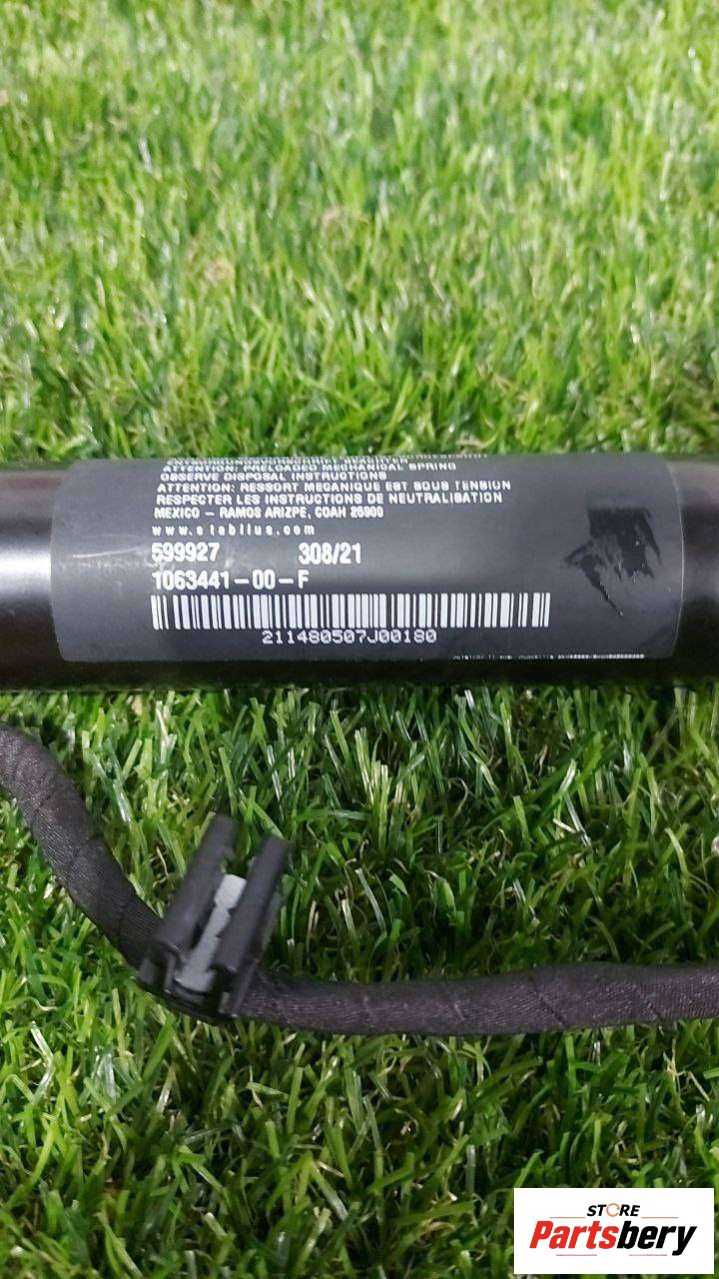 ATTENTION: PRELOADED MECHANICAL SPRING
OBSERVE DISPOSAL INSTRUCTIONS
ATTENTION: RESSORT MECANIQUE EST SOUS TENSION
RESPECTER LES INSTRUCTIONS DE NEUTRALISATION
MEXICO - RAMOS ARIZPE, COAH 25900
www.stabilus.com
599927 308/21
1063441-00-F
211480507J00180
STORE
Partsbery